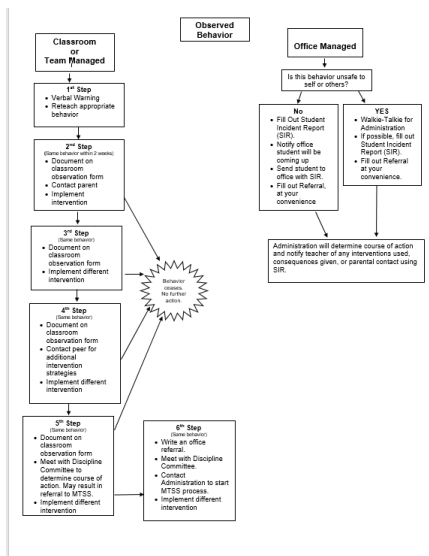 Observed
Behavior
Classroom
or
Team Managed
1st Step
• Verbal Warning
• Reteach appropriate
behavior
2nd Step
(Same behavior within 2 weeks)
• Document on
classroom
observation form
• Contact parent
• Implement
intervention
3rd Step
(Same behavior)
• Document on
classroom
observation form
• Implement different
intervention
4th Step
(Same behavior)
• Document on
classroom
observation form
• Contact peer for
additional
intervention
strategies
• Implement different
intervention
5th Step
(Same behavior)
• Document on
classroom
observation form
• Meet with Discipline
Committee to
determine course of
action. May result in
referral to MTSS.
• Implement different
intervention
6th Step
(Same behavior)
• Write an office
referral.
• Meet with Discipline
Committee.
• Contact
Administration to start
MTSS process.
• Implement different
intervention
Behavior
ceases.
No further
action.
Office Managed
Is this behavior unsafe to
self or others?
No
• Fill Out Student
Incident Report
(SIR).
• Notify office
student will be
coming up
• Send student to
office with SIR.
• Fill out Referral,
at your
convenience
YES
• Walkie-Talkie for
Administration
• If possible, fill out
Student Incident
Report (SIR).
• Fill out Referral at
your convenience.
Administration will determine course of action
and notify teacher of any interventions used,
consequences given, or parental contact using
SIR.